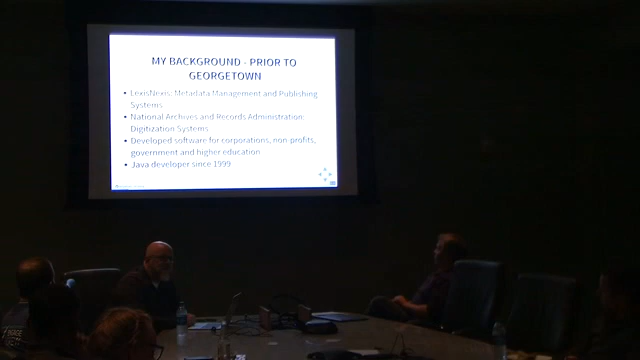 MY BACKGROUND - PRIOR TO
GEORGETOWN
• LexisNexis: Metadata Management and Publishing
Systems
• National Archives and Records Administration:
Digitization Systems
• Developed software for corporations, non-profits,
government and higher education
• Java developer since 1999